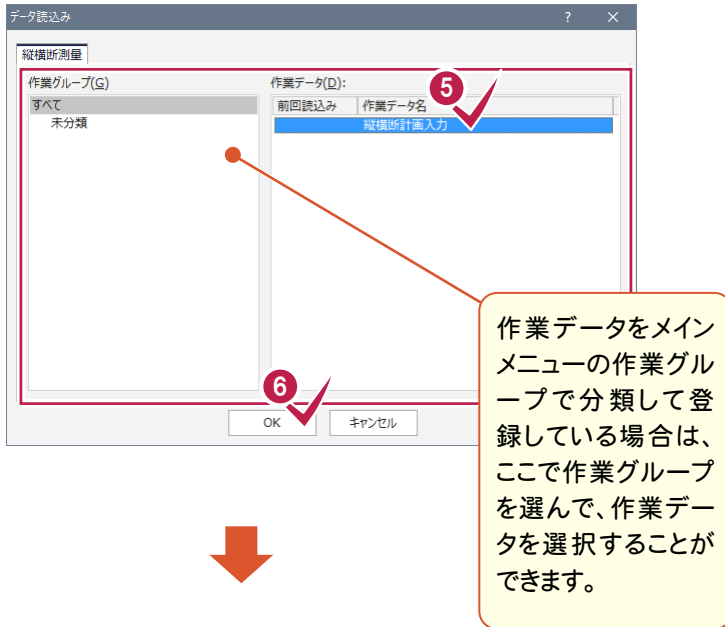 データ読込み
? ×
縦横断測量
作業グループ(G)
作業データ(D):
5
すべて
前回読込み 作業データ名
未分類
縦横断計画入力
6
OK
キャンセル
作業データをメイン
メニューの作業グル
ープで分類して登
録している場合は、
ここで作業グループ
を選んで、作業デー
タを選択することが
できます。